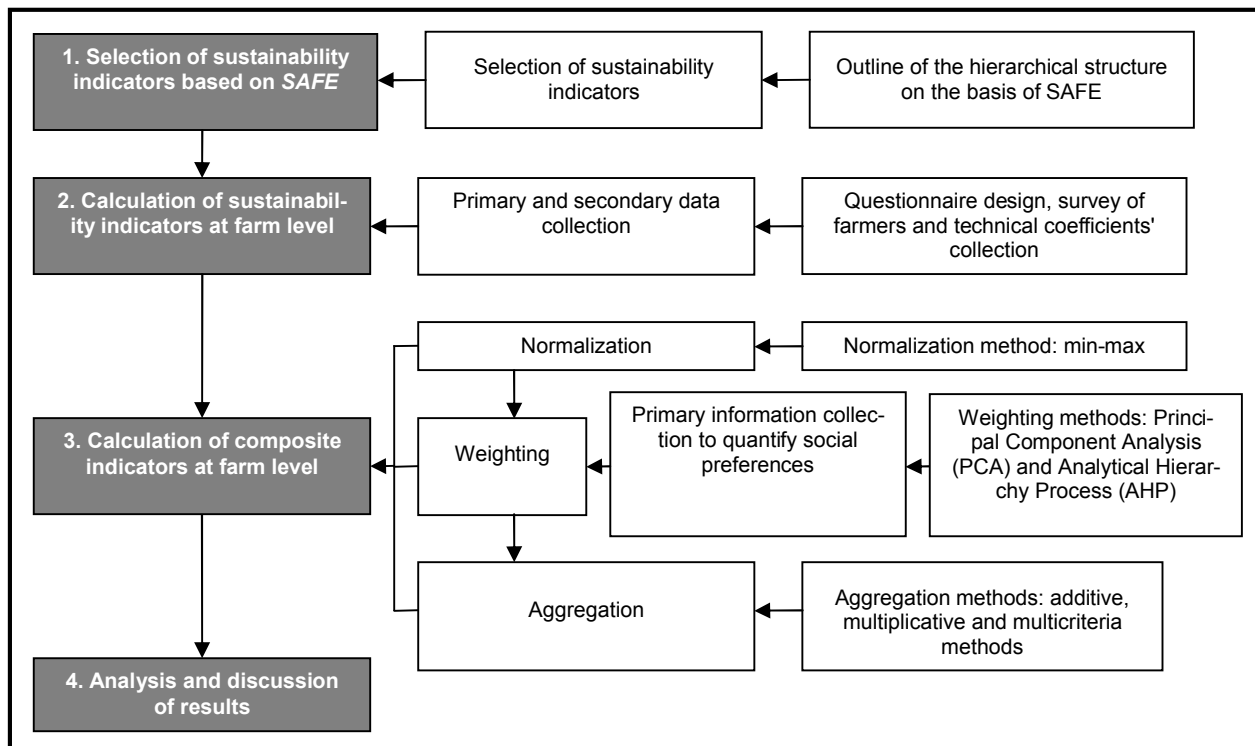 1. Selection of sustainability
indicators based on SAFE
Selection of sustainability
indicators
Outline of the hierarchical structure
on the basis of SAFE
2. Calculation of sustainabil-
ity indicators at farm level
Primary and secondary data
collection
Questionnaire design, survey of
farmers and technical coefficients'
collection
Normalization
Normalization method: min-max
3. Calculation of composite
indicators at farm level
Weighting
Primary information collec-
tion to quantify social
preferences
Weighting methods: Princi-
pal Component Analysis
(PCA) and Analytical Hierar-
chy Process (AHP)
Aggregation
Aggregation methods: additive,
multiplicative and multicriteria
methods
4. Analysis and discussion
of results